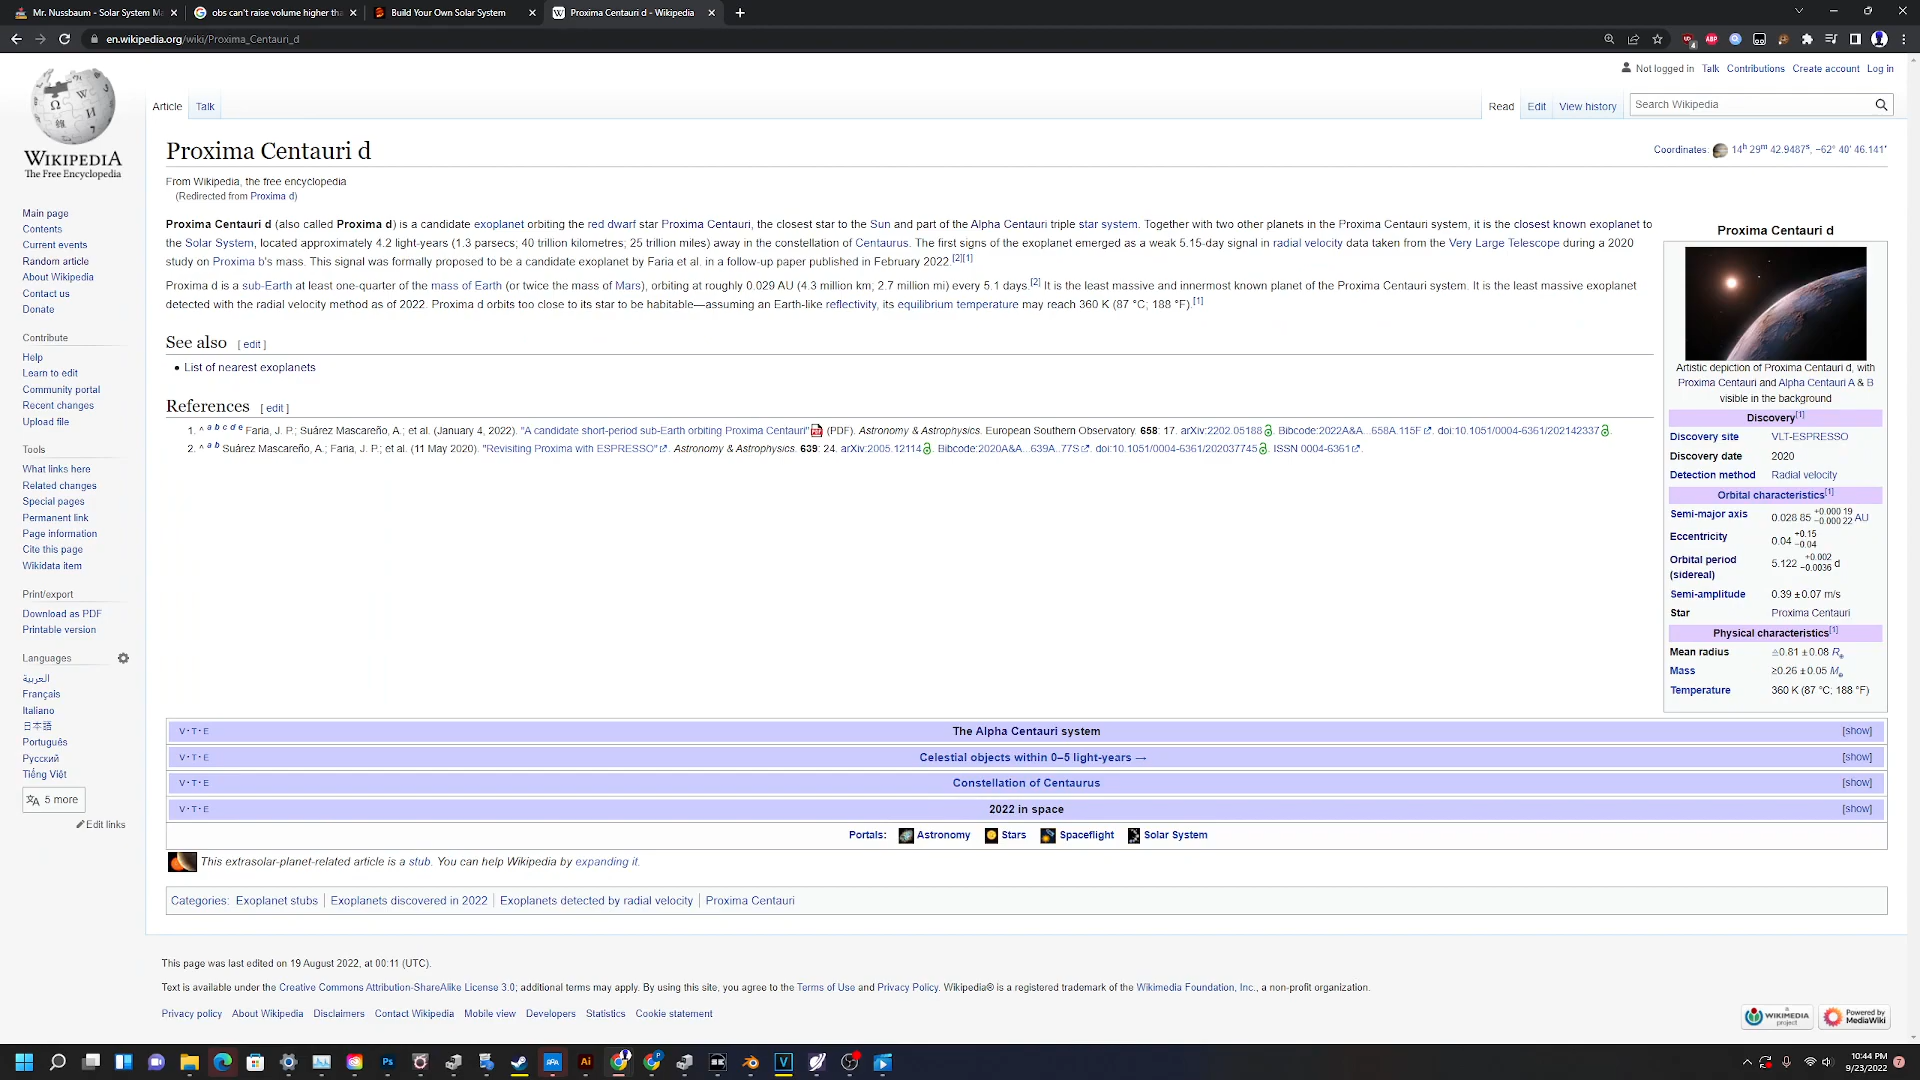 Mr. Nussbaum - Solar System Ma
obs can't raise volume higher tha
Build Your Own Solar System
Proxima Centauri d - Wikipedia
en.wikipedia.org/wiki/Proxima_Centauri_d
Not logged in Talk Contributions Create account Log in
Article Talk
Read Edit View history
Search Wikipedia
WIKIPEDIA
The Free Encyclopedia
Main page
Contents
Current events
Random article
About Wikipedia
Contact us
Donate
Contribute
Help
Learn to edit
Community portal
Recent changes
Upload file
Tools
What links here
Related changes
Special pages
Permanent link
Page information
Cite this page
Wikidata item
Print/export
Download as PDF
Printable version
Languages
العربية
Français
Italiano
日本語
Português
Русский
Tiếng Việt
5 more
Edit links
Proxima Centauri d
Coordinates: 14h 29m 42.9487s, −62° 40′ 46.141″
From Wikipedia, the free encyclopedia
(Redirected from Proxima d)
Proxima Centauri d (also called Proxima d) is a candidate exoplanet orbiting the red dwarf star Proxima Centauri, the closest star to the Sun and part of the Alpha Centauri triple star system. Together with two other planets in the Proxima Centauri system, it is the closest known exoplanet to
the Solar System, located approximately 4.2 light-years (1.3 parsecs; 40 trillion kilometres; 25 trillion miles) away in the constellation of Centaurus. The first signs of the exoplanet emerged as a weak 5.15-day signal in radial velocity data taken from the Very Large Telescope during a 2020
study on Proxima b's mass. This signal was formally proposed to be a candidate exoplanet by Faria et al. in a follow-up paper published in February 2022.[2][1]
Proxima d is a sub-Earth at least one-quarter of the mass of Earth (or twice the mass of Mars), orbiting at roughly 0.029 AU (4.3 million km; 2.7 million mi) every 5.1 days.[2] It is the least massive and innermost known planet of the Proxima Centauri system. It is the least massive exoplanet
detected with the radial velocity method as of 2022. Proxima d orbits too close to its star to be habitable—assuming an Earth-like reflectivity, its equilibrium temperature may reach 360 K (87 °C; 188 °F).[1]
See also [ edit ]
• List of nearest exoplanets
References [ edit ]
1. ^ a b c d e Faria, J. P.; Suárez Mascareño, A.; et al. (January 4, 2022). "A candidate short-period sub-Earth orbiting Proxima Centauri" (PDF). Astronomy & Astrophysics. European Southern Observatory. 658: 17. arXiv:2202.05188. Bibcode:2022A&A...658A.115F. doi:10.1051/0004-6361/202142337.
2. ^ a b Suárez Mascareño, A.; Faria, J. P.; et al. (11 May 2020). "Revisiting Proxima with ESPRESSO". Astronomy & Astrophysics. 639: 24. arXiv:2005.12114. Bibcode:2020A&A...639A..77S. doi:10.1051/0004-6361/202037745. ISSN 0004-6361.
Proxima Centauri d
Artistic depiction of Proxima Centauri d, with
Proxima Centauri and Alpha Centauri A & B
visible in the background
Discovery[1]
Discovery site VLT-ESPRESSO
Discovery date 2020
Detection method Radial velocity
Orbital characteristics[1]
Semi-major axis 0.028 85 +0.000 19 −0.000 22 AU
Eccentricity 0.04 +0.15 −0.04
Orbital period (sidereal) 5.122 +0.002 −0.0036 d
Semi-amplitude 0.39 ±0.07 m/s
Star Proxima Centauri
Physical characteristics[1]
Mean radius ≙0.81 ±0.08 R⊕
Mass ≥0.26 ±0.05 M⊕
Temperature 360 K (87 °C; 188 °F)
V · T · E The Alpha Centauri system [show]
V · T · E Celestial objects within 0–5 light-years → [show]
V · T · E Constellation of Centaurus [show]
V · T · E 2022 in space [show]
Portals: Astronomy Stars Spaceflight Solar System
This extrasolar-planet-related article is a stub. You can help Wikipedia by expanding it.
Categories: Exoplanet stubs | Exoplanets discovered in 2022 | Exoplanets detected by radial velocity | Proxima Centauri
This page was last edited on 19 August 2022, at 00:11 (UTC).
Text is available under the Creative Commons Attribution-ShareAlike License 3.0; additional terms may apply. By using this site, you agree to the Terms of Use and Privacy Policy. Wikipedia® is a registered trademark of the Wikimedia Foundation, Inc., a non-profit organization.
Privacy policy About Wikipedia Disclaimers Contact Wikipedia Mobile view Developers Statistics Cookie statement
A WIKIMEDIA project
Powered by MediaWiki
10:44 PM
9/23/2022
7